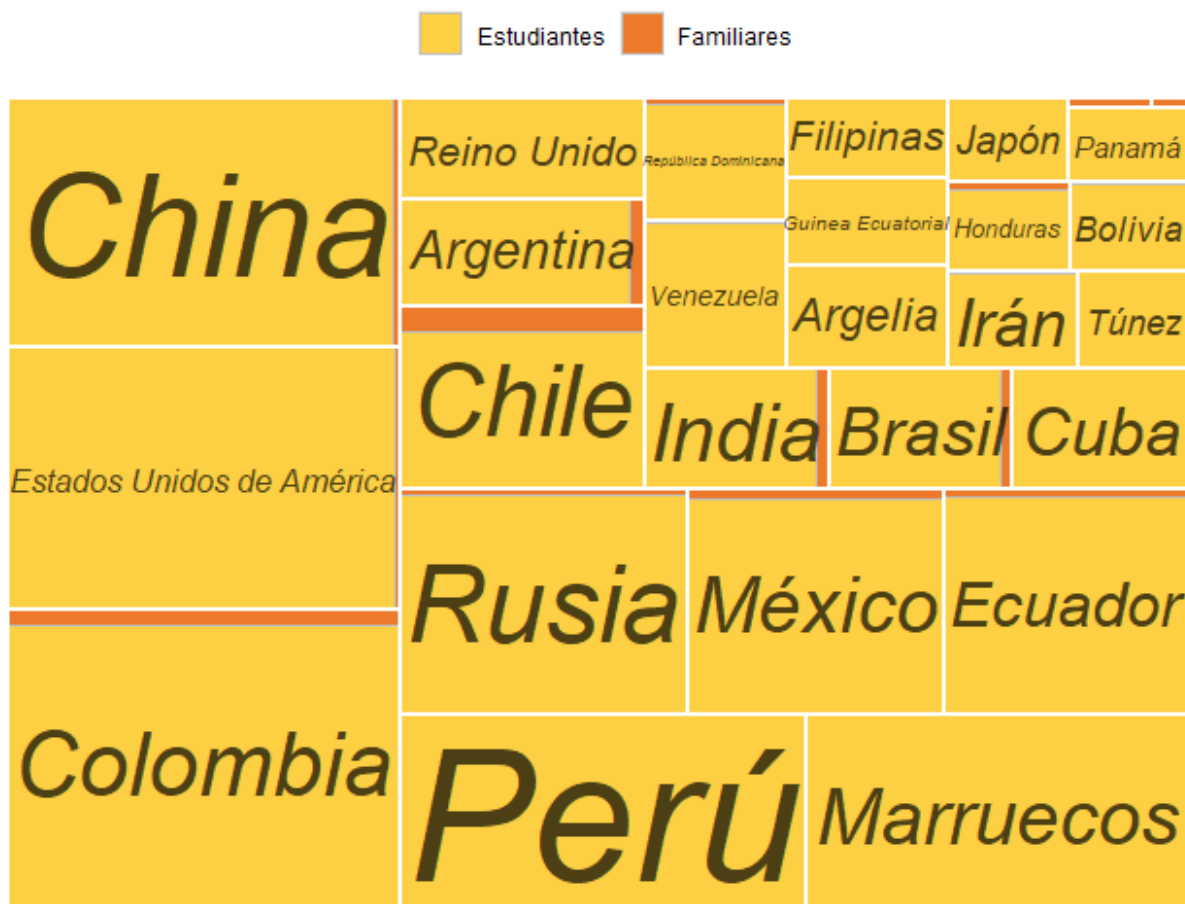 Estudiantes
Familiares
China
Estados Unidos de América
Colombia
Reino Unido
Argentina
Chile
República Dominicana
Venezuela
Filipinas
Guinea Ecuatorial
Argelia
Japón
Panamá
Honduras
Bolivia
Irán
Túnez
India
Brasil
Cuba
Rusia
México
Ecuador
Perú
Marruecos